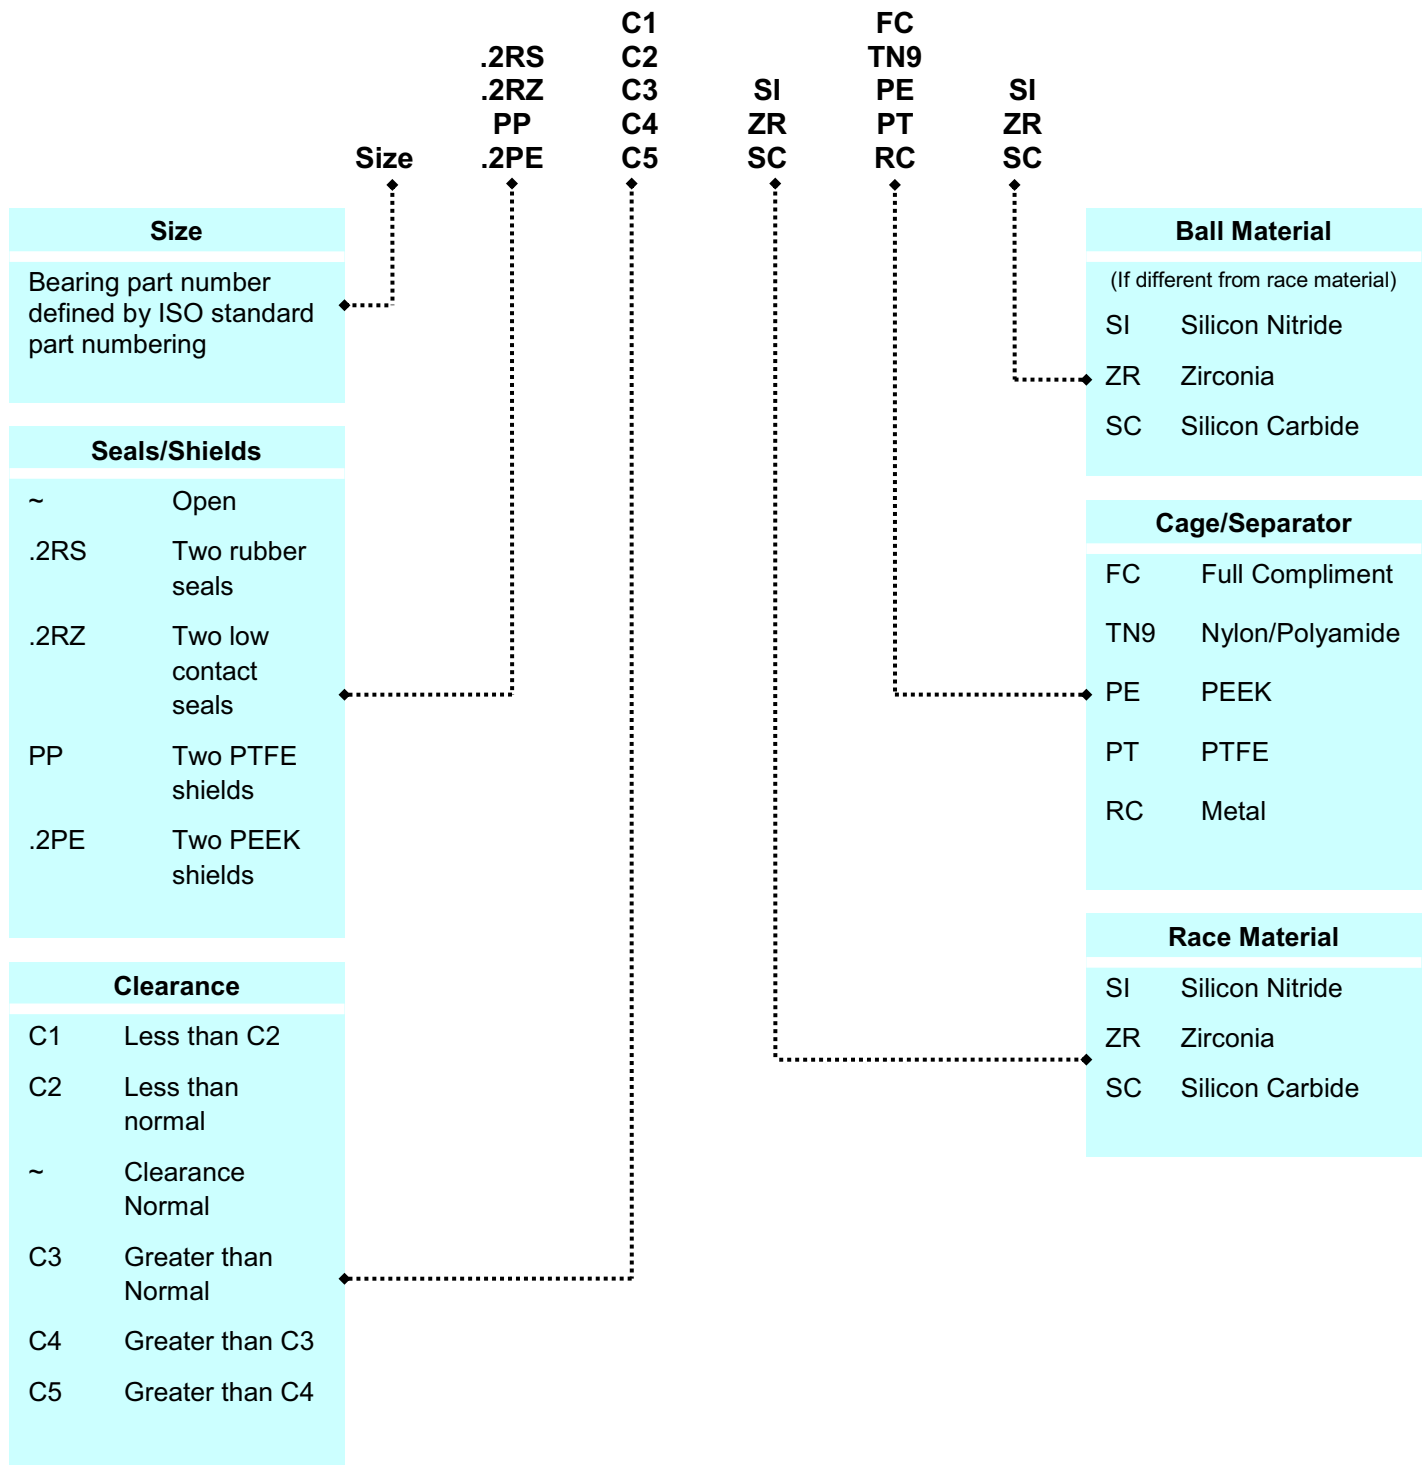 C1 FC
.2RS C2 TN9
.2RZ C3 SI PE SI
PP C4 ZR PT ZR
Size .2PE C5 SC RC SC
Size
Bearing part number
defined by ISO standard
part numbering
Seals/Shields
~ Open
.2RS Two rubber
seals
.2RZ Two low
contact
seals
PP Two PTFE
shields
.2PE Two PEEK
shields
Clearance
C1 Less than C2
C2 Less than
normal
~ Clearance
Normal
C3 Greater than
Normal
C4 Greater than C3
C5 Greater than C4
Ball Material
(If different from race material)
SI Silicon Nitride
ZR Zirconia
SC Silicon Carbide
Cage/Separator
FC Full Compliment
TN9 Nylon/Polyamide
PE PEEK
PT PTFE
RC Metal
Race Material
SI Silicon Nitride
ZR Zirconia
SC Silicon Carbide